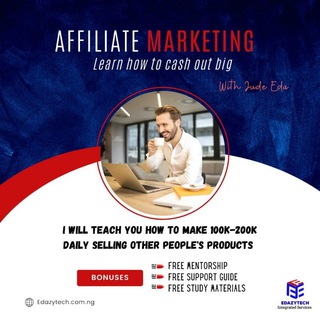 AFFILIATE MARKETING
Learn how to cash out big
With Jude Eda
I WILL TEACH YOU HOW TO MAKE 100K-200K
DAILY SELLING OTHER PEOPLE'S PRODUCTS
BONUSES
FREE MENTORSHIP
FREE SUPPORT GUIDE
FREE STUDY MATERIALS
EDAZYTECH
Integrated Services
Edazytech.com.ng